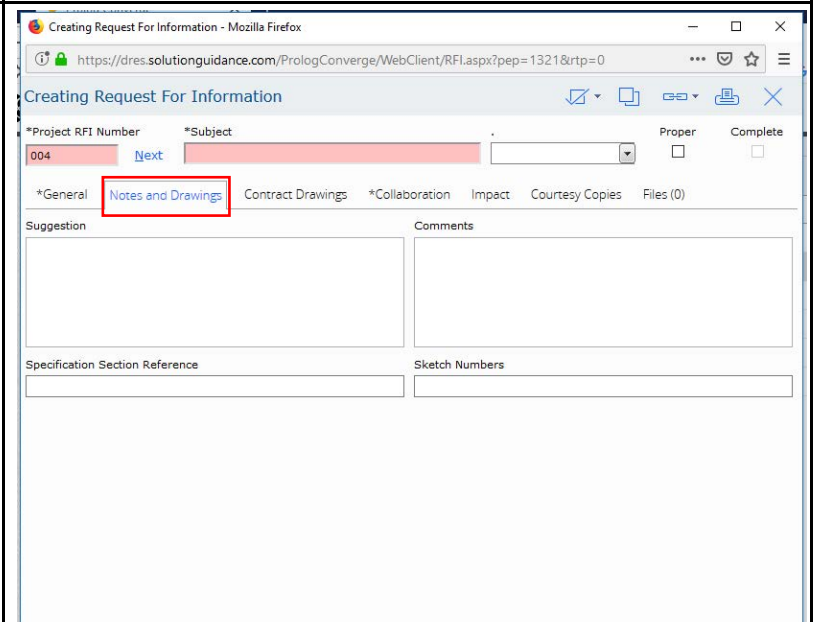 Creating Request For Information - Mozilla Firefox
https://dres.solutionguidance.com/PrologConverge/WebClient/RFI.aspx?pep=1321&rtp=0
Creating Request For Information
*Project RFI Number *Subject . Proper Complete
004 Next
*General Notes and Drawings Contract Drawings *Collaboration Impact Courtesy Copies Files (0)
Suggestion Comments
Specification Section Reference Sketch Numbers